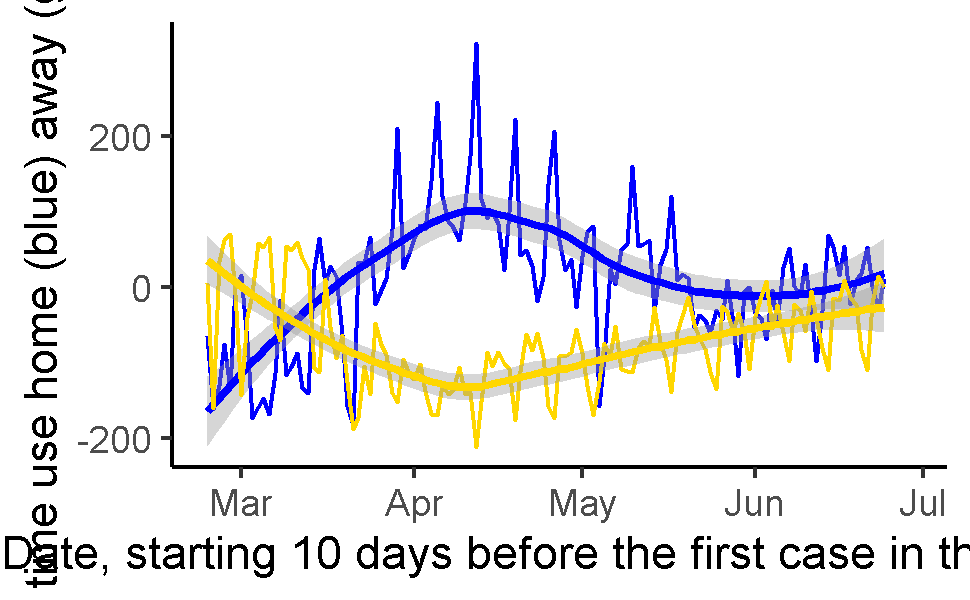 time use home (blue) away (
200
0
-200
Mar Apr May Jun Jul
Date, starting 10 days before the first case in th